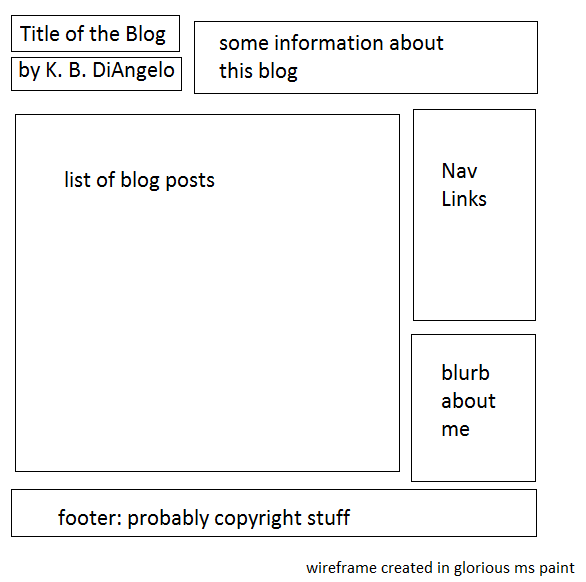 Title of the Blog
by K. B. DiAngelo
some information about
this blog
list of blog posts
Nav
Links
blurb
about
me
footer: probably copyright stuff
wireframe created in glorious ms paint